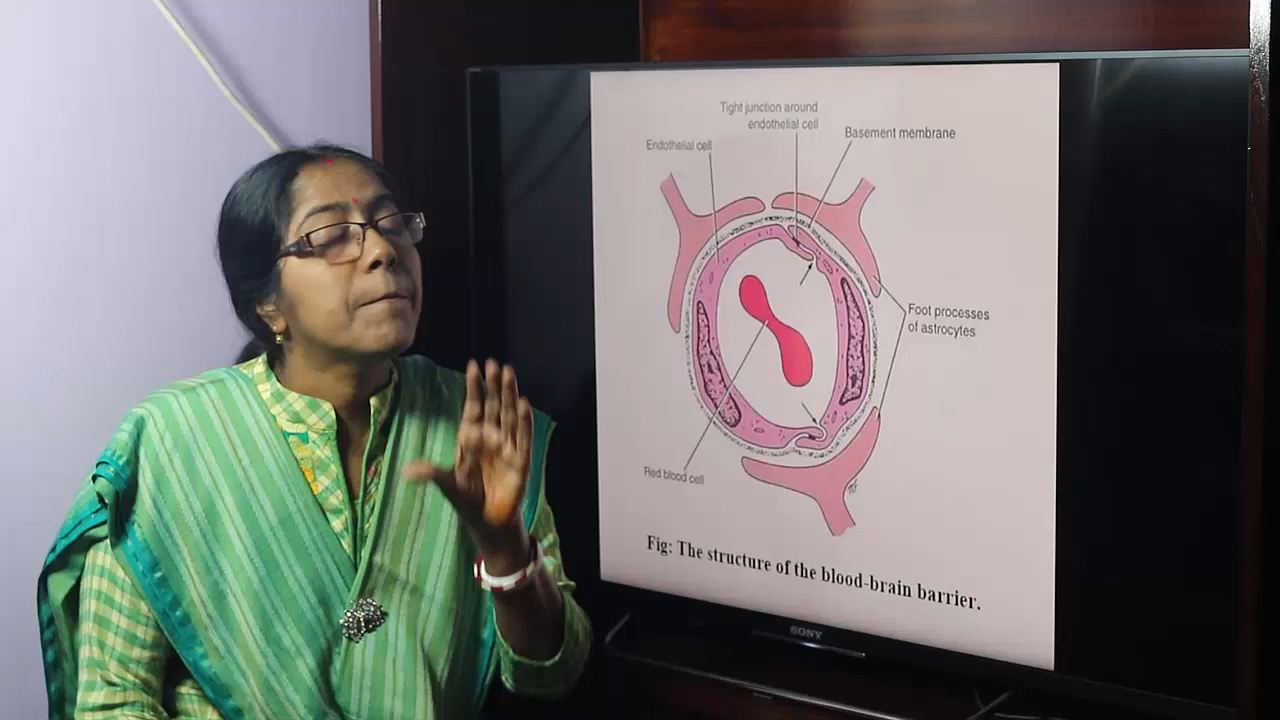 Tight junction around
endothelial cell
Basement membrane
Endothelial cell
Foot processes
of astrocytes
Red blood cell
Fig: The structure of the blood-brain barrier.
SONY